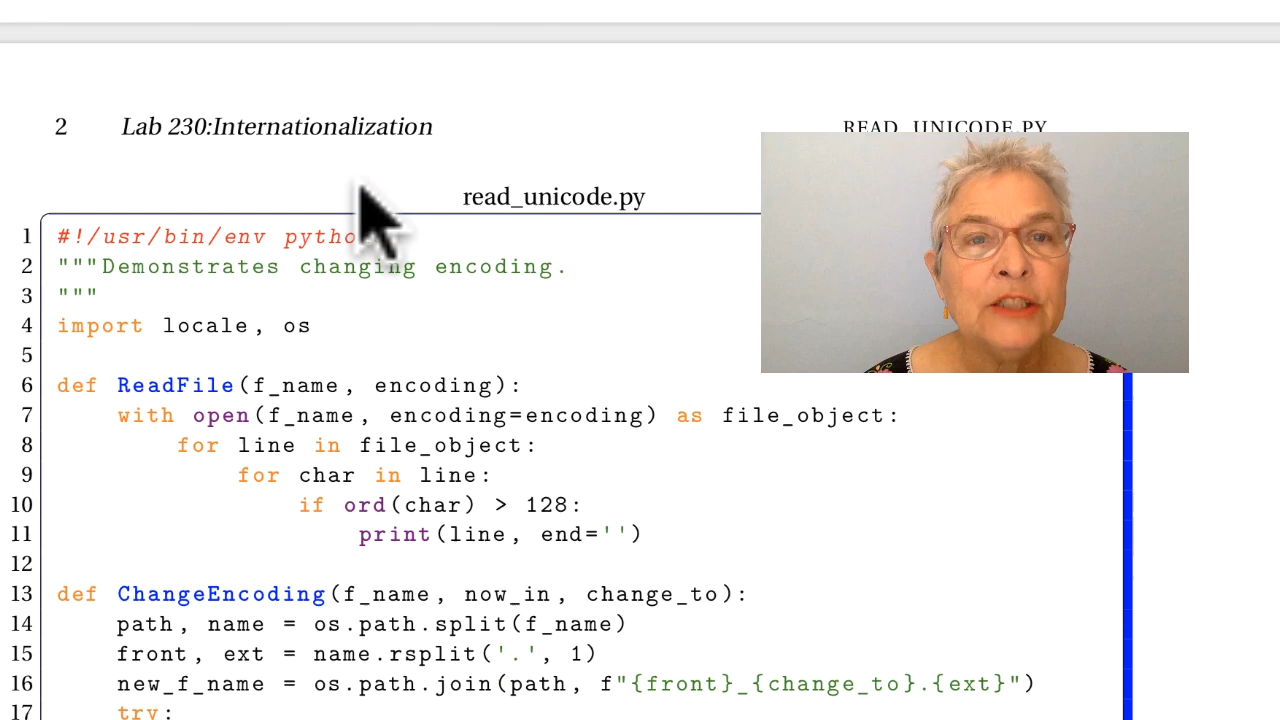 2 Lab 230:Internationalization READ_UNICODE.PY
read_unicode.py
1 #!/usr/bin/env pytho
2 """Demonstrates changing encoding.
3 """
4 import locale, os
5
6 def ReadFile(f_name, encoding):
7     with open(f_name, encoding=encoding) as file_object:
8         for line in file_object:
9             for char in line:
10                 if ord(char) > 128:
11                     print(line, end='')
12
13 def ChangeEncoding(f_name, now_in, change_to):
14     path, name = os.path.split(f_name)
15     front, ext = name.rsplit('.', 1)
16     new_f_name = os.path.join(path, f"{front}_{change_to}.{ext}")
17     try: